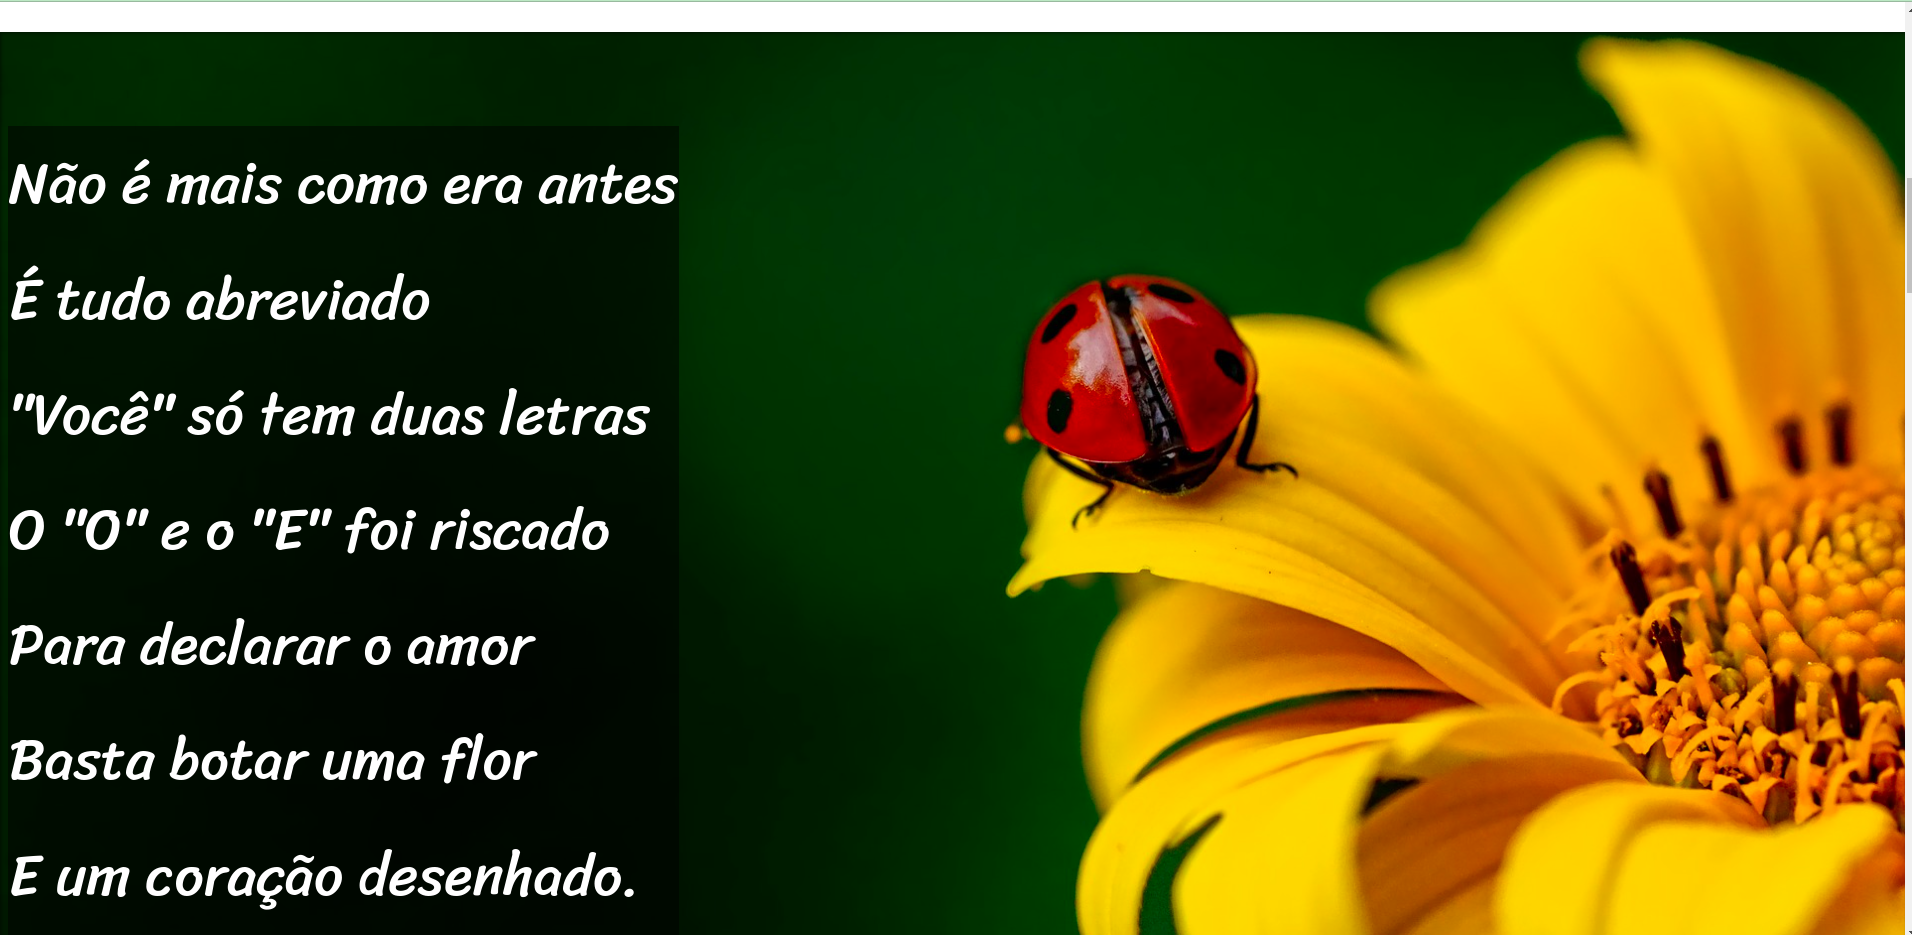 Não é mais como era antes
É tudo abreviado
"Você" só tem duas letras
O "O" e o "E" foi riscado
Para declarar o amor
Basta botar uma flor
E um coração desenhado.